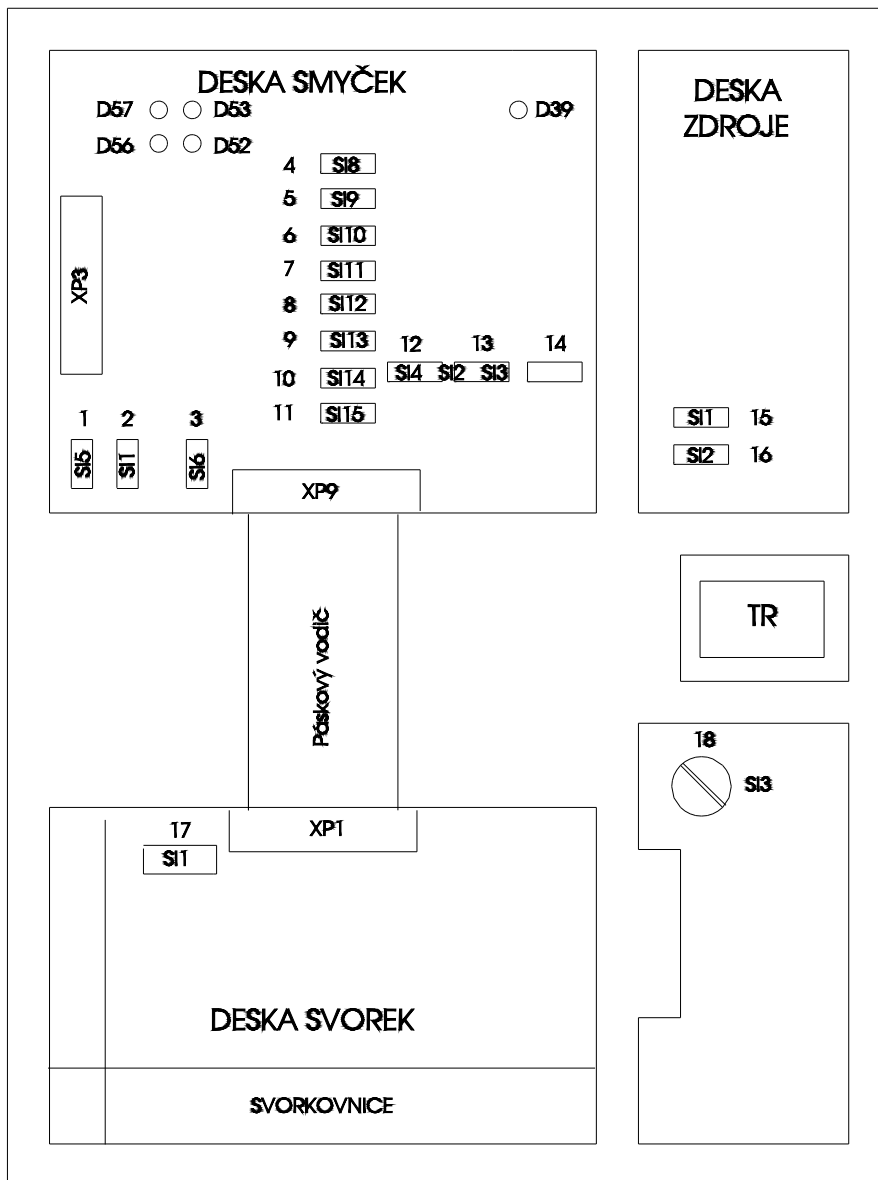 DESKA SMYČEK
D57 D53 D39
D56 D52
4 SI8
5 SI9
6 SI10
7 SI11
8 SI12
9 SI13
10 SI14
11 SI15
XP3
12 13 14
SI4 SI2 SI3
1 2 3
SI5 SI1 SI6
XP9
DESKA
ZDROJE
SI1 15
SI2 16
Páskový vodič
TR
18
SI3
17
SI1
XP1
DESKA SVOREK
SVORKOVNICE